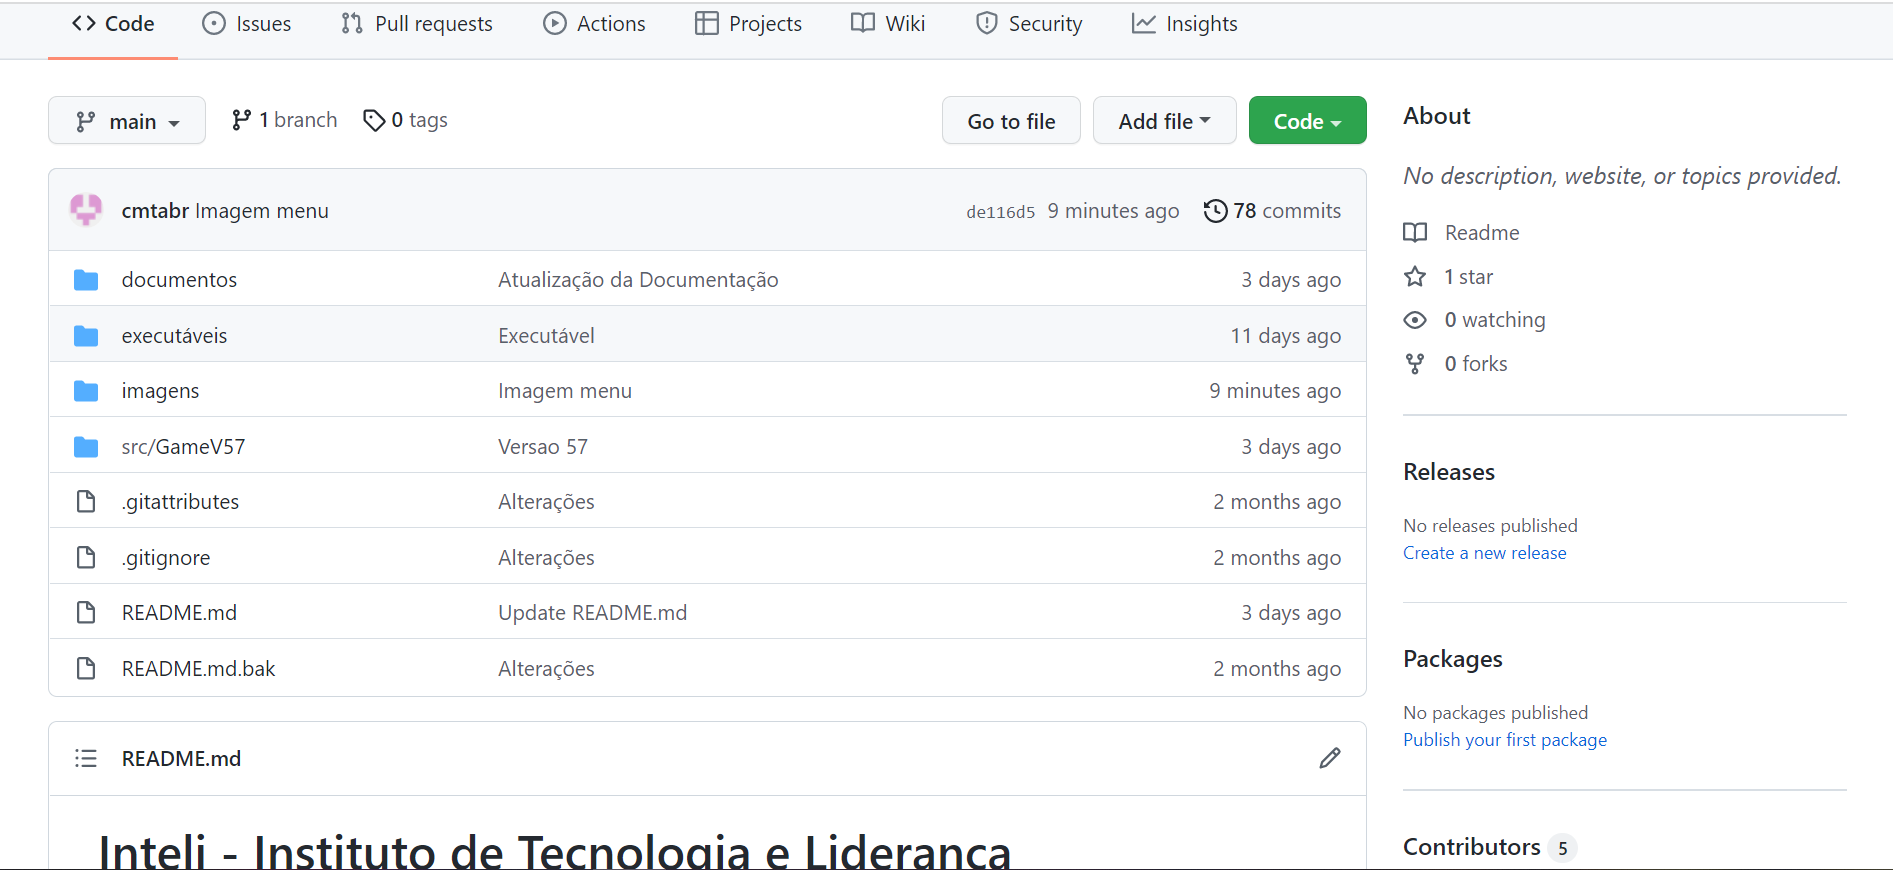 Code Issues Pull requests Actions Projects Wiki Security Insights
main 1 branch 0 tags Go to file Add file Code
cmtabr Imagem menu de116d5 9 minutes ago 78 commits
documentos Atualização da Documentação 3 days ago
executáveis Executável 11 days ago
imagens Imagem menu 9 minutes ago
src/GameV57 Versao 57 3 days ago
.gitattributes Alterações 2 months ago
.gitignore Alterações 2 months ago
README.md Update README.md 3 days ago
README.md.bak Alterações 2 months ago
README.md
Inteli - Instituto de Tecnologia e Liderança
About
No description, website, or topics provided.
Readme
1 star
0 watching
0 forks
Releases
No releases published
Create a new release
Packages
No packages published
Publish your first package
Contributors 5